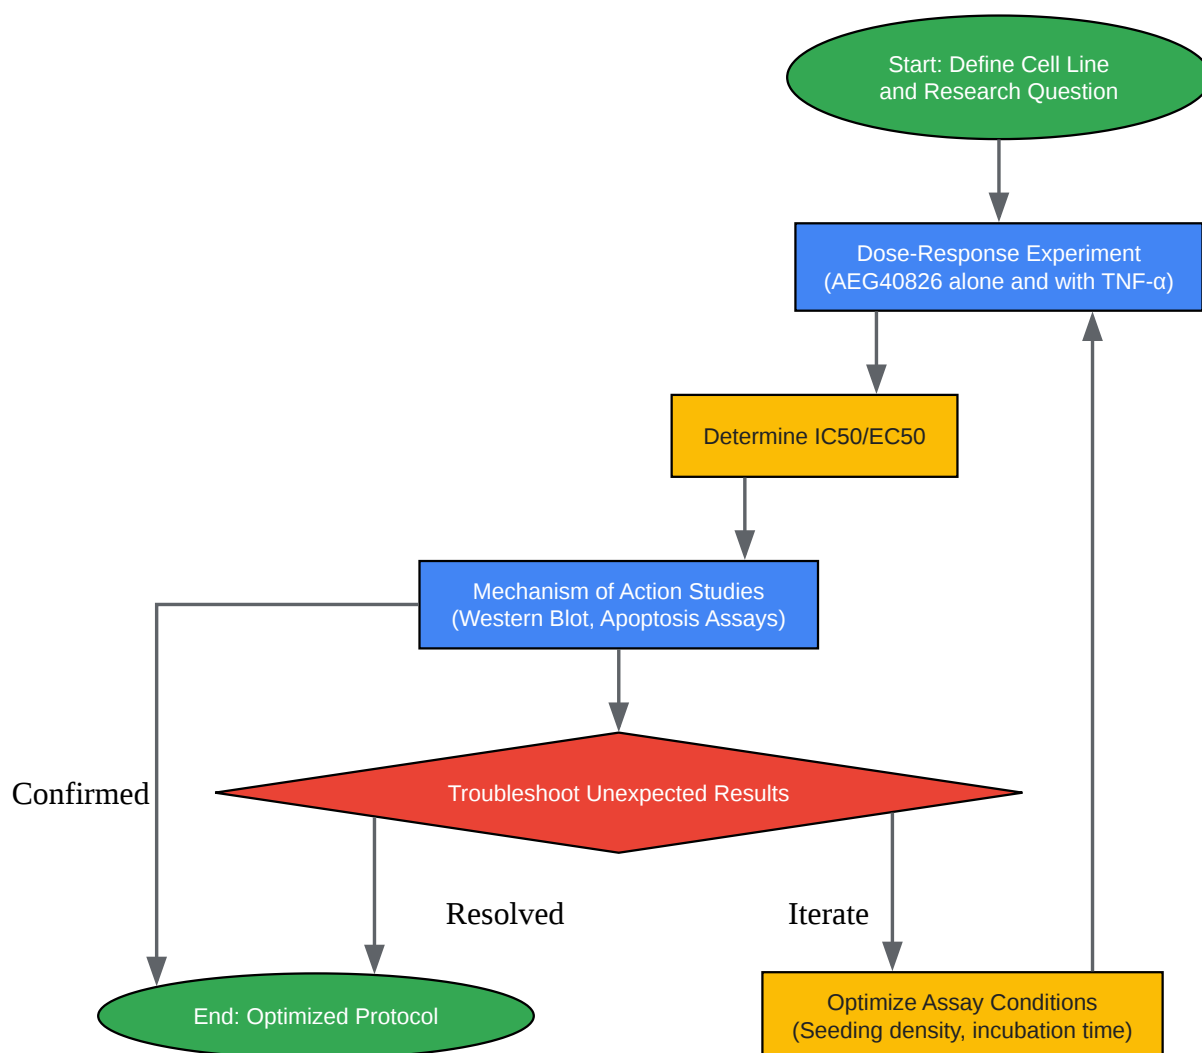 Start: Define Cell Line
and Research Question
Dose-Response Experiment
(AEG40826 alone and with TNF-α)
Determine IC50/EC50
Mechanism of Action Studies
(Western Blot, Apoptosis Assays)
Troubleshoot Unexpected Results
Confirmed
Resolved
Iterate
End: Optimized Protocol
Optimize Assay Conditions
(Seeding density, incubation time)